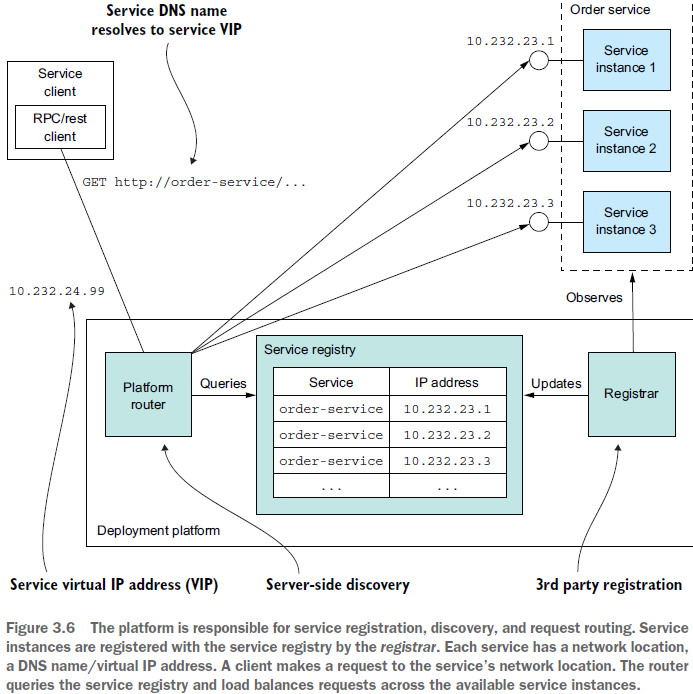 Service DNS name
resolves to service VIP
Order service
10.232.23.1
Service
instance 1
Service
client
RPC/rest
client
10.232.23.2
Service
instance 2
GET http://order-service/...
10.232.23.3
Service
instance 3
10.232.24.99
Observes
Service registry
Platform
router
Queries
Service IP address
order-service 10.232.23.1
order-service 10.232.23.2
order-service 10.232.23.3
... ...
Updates
Registrar
Deployment platform
Service virtual IP address (VIP)
Server-side discovery
3rd party registration
Figure 3.6 The platform is responsible for service registration, discovery, and request routing. Service
instances are registered with the service registry by the registrar. Each service has a network location,
a DNS name/virtual IP address. A client makes a request to the service's network location. The router
queries the service registry and load balances requests across the available service instances.